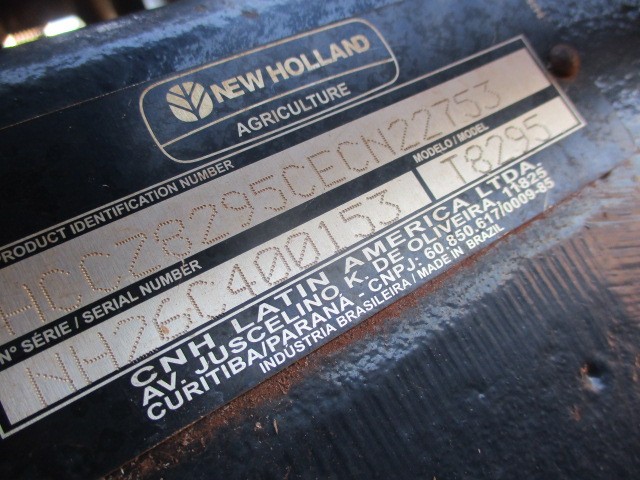 NEW HOLLAND
AGRICULTURE
PRODUCT IDENTIFICATION NUMBER
HCCZ8295CECN22753
Nº SÉRIE / SERIAL NUMBER
NH26C400153
MODELO / MODEL
T8295
CNH LATIN AMERICA LTDA.
AV. JUSCELINO K. DE OLIVEIRA, 11825
CURITIBA/PARANÁ - CNPJ: 60.850.617/0009-85
INDÚSTRIA BRASILEIRA / MADE IN BRAZIL